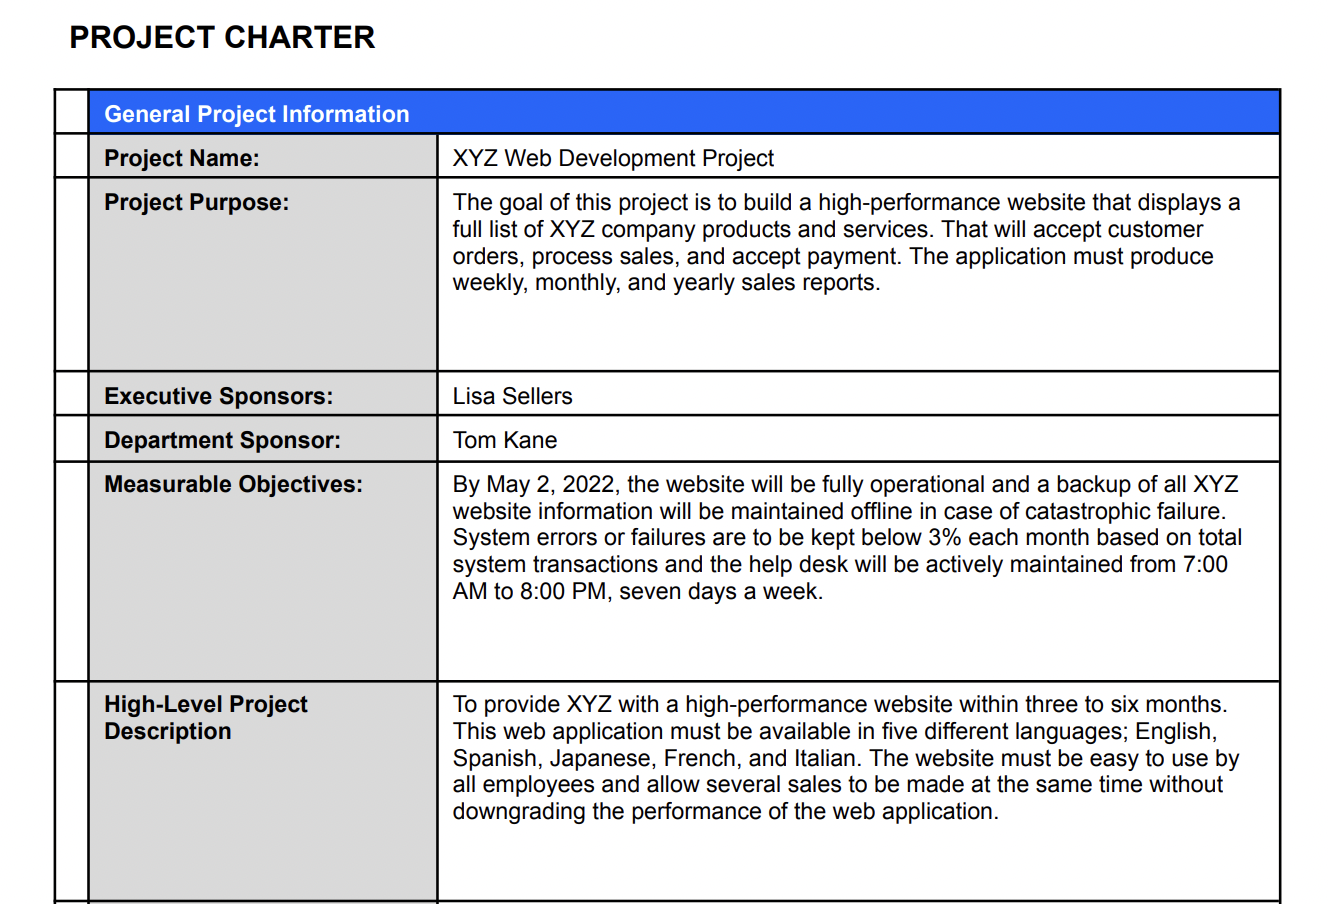 PROJECT CHARTER
General Project Information
Project Name:
XYZ Web Development Project
Project Purpose:
The goal of this project is to build a high-performance website that displays a
full list of XYZ company products and services. That will accept customer
orders, process sales, and accept payment. The application must produce
weekly, monthly, and yearly sales reports.
Executive Sponsors:
Lisa Sellers
Department Sponsor:
Tom Kane
Measurable Objectives:
By May 2, 2022, the website will be fully operational and a backup of all XYZ
website information will be maintained offline in case of catastrophic failure.
System errors or failures are to be kept below 3% each month based on total
system transactions and the help desk will be actively maintained from 7:00
AM to 8:00 PM, seven days a week.
High-Level Project
Description
To provide XYZ with a high-performance website within three to six months.
This web application must be available in five different languages; English,
Spanish, Japanese, French, and Italian. The website must be easy to use by
all employees and allow several sales to be made at the same time without
downgrading the performance of the web application.